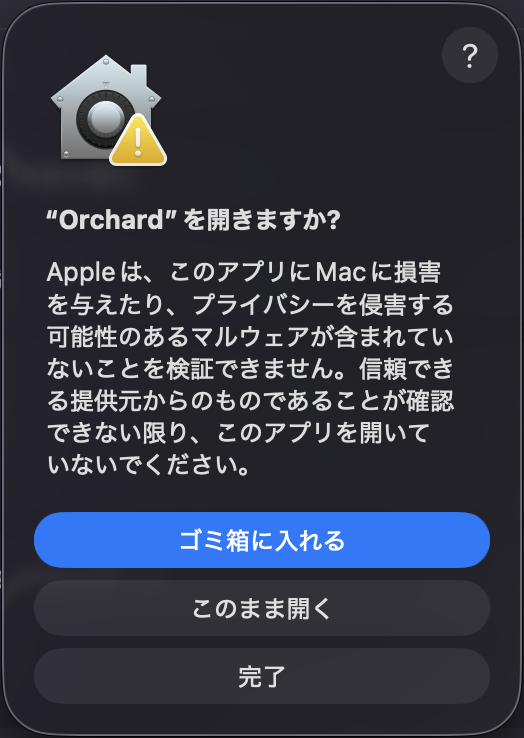 ?
“Orchard” を開きますか?
Appleは、このアプリにMacに損害
を与えたり、プライバシーを侵害する
可能性のあるマルウェアが含まれてい
ないことを検証できません。信頼でき
る提供元からのものであることが確認
できない限り、このアプリを開いて
いないでください。
ゴミ箱に入れる
このまま開く
完了